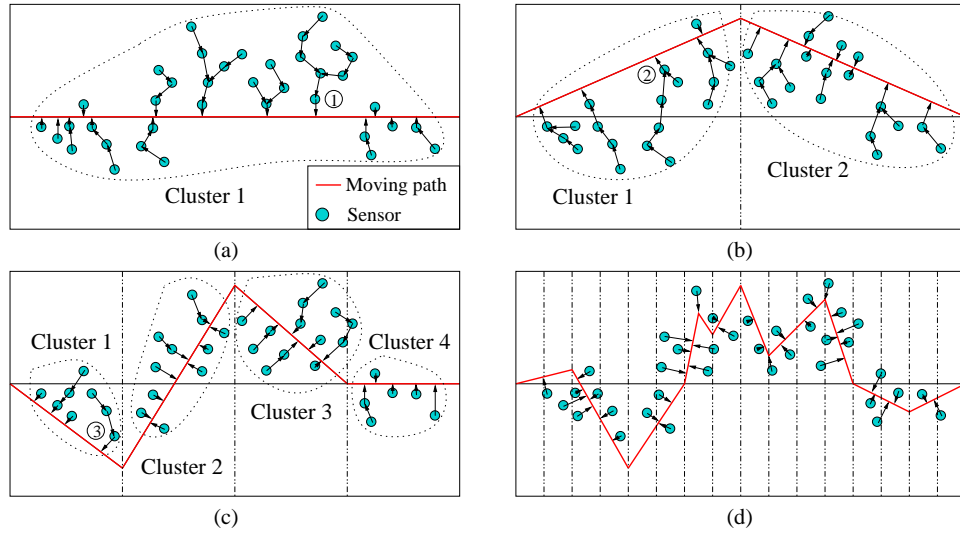 ①
Cluster 1
Moving path
Sensor
(a)
②
Cluster 1
Cluster 2
(b)
Cluster 1
③
Cluster 2
Cluster 3
Cluster 4
(c)
(d)